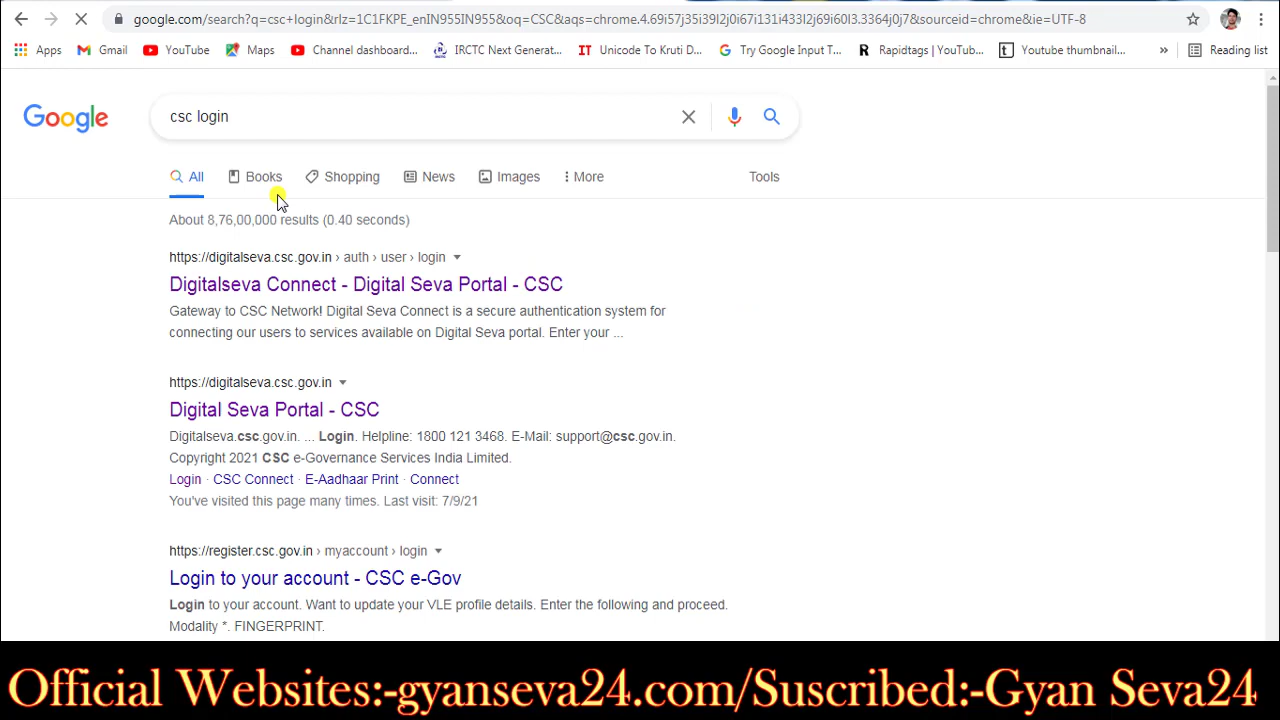 google.com/search?q=csc+login&rlz=1C1FKPE_enIN955IN955&oq=CSC&aqs=chrome.4.69i57j35i39l2j0i67i131i433l2j69i60l3.3364j0j7&sourceid=chrome&ie=UTF-8
Apps Gmail YouTube Maps Channel dashboard... IRCTC Next Generat... IT Unicode To Kruti D... Try Google Input T... R Rapidtags | YouTub... t Youtube thumbnail... » Reading list
Google csc login
All Books Shopping News Images More Tools
About 8,76,00,000 results (0.40 seconds)
https://digitalseva.csc.gov.in › auth › user › login
Digitalseva Connect - Digital Seva Portal - CSC
Gateway to CSC Network! Digital Seva Connect is a secure authentication system for
connecting our users to services available on Digital Seva portal. Enter your ...
https://digitalseva.csc.gov.in
Digital Seva Portal - CSC
Digitalseva.csc.gov.in. ... Login. Helpline: 1800 121 3468. E-Mail: support@csc.gov.in.
Copyright 2021 CSC e-Governance Services India Limited.
Login · CSC Connect · E-Aadhaar Print · Connect
You've visited this page many times. Last visit: 7/9/21
https://register.csc.gov.in › myaccount › login
Login to your account - CSC e-Gov
Login to your account. Want to update your VLE profile details. Enter the following and proceed.
Modality *. FINGERPRINT.
Official Websites:-gyanseva24.com/Suscribed:-Gyan Seva24